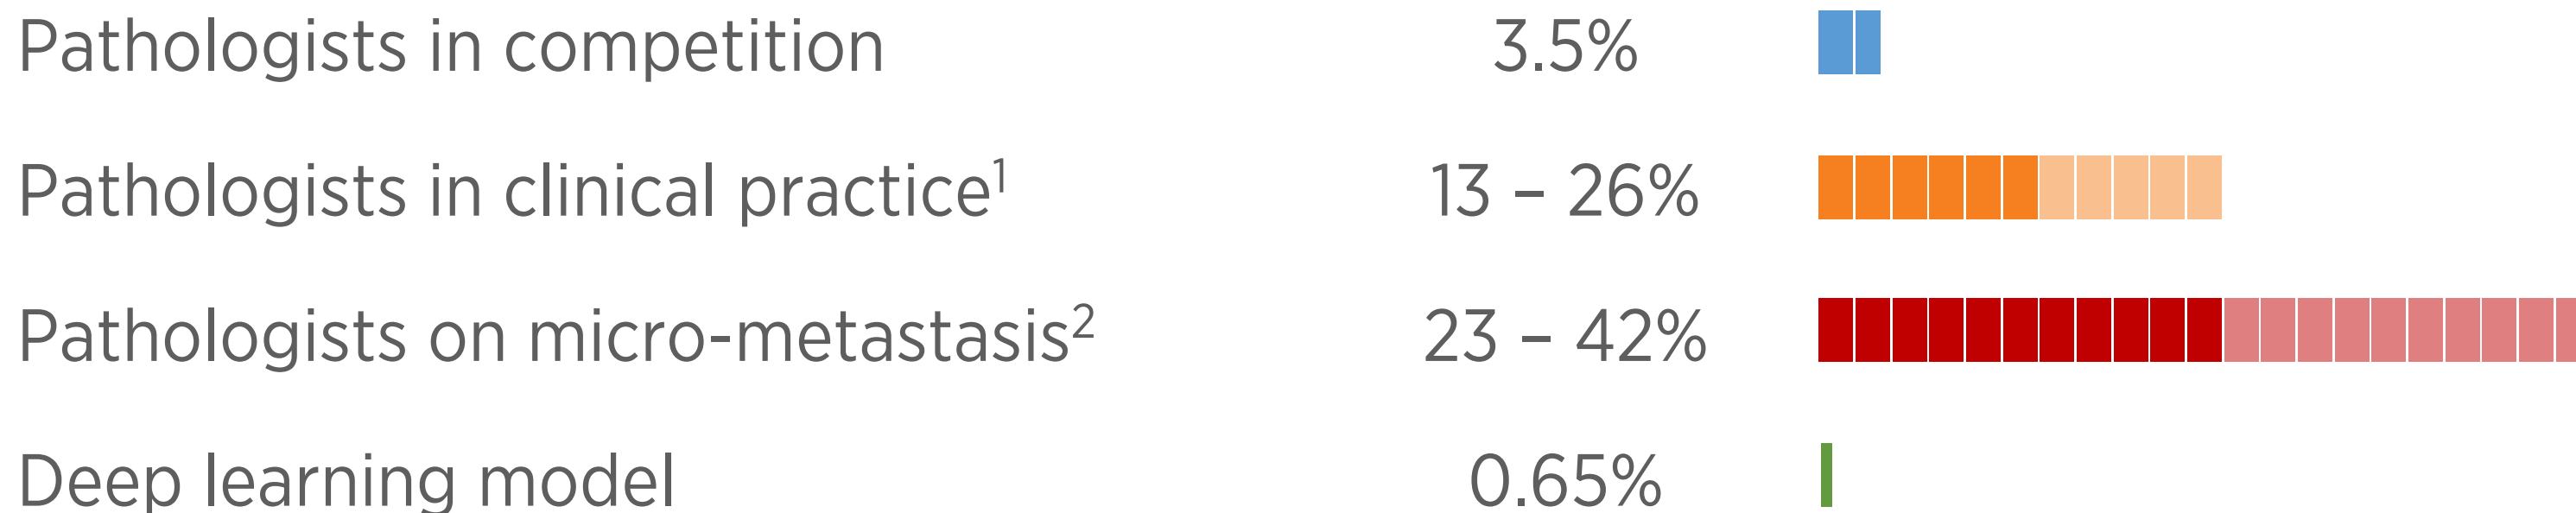 Pathologists in competition 3.5%
Pathologists in clinical practice¹ 13 – 26%
Pathologists on micro-metastasis² 23 – 42%
Deep learning model 0.65%